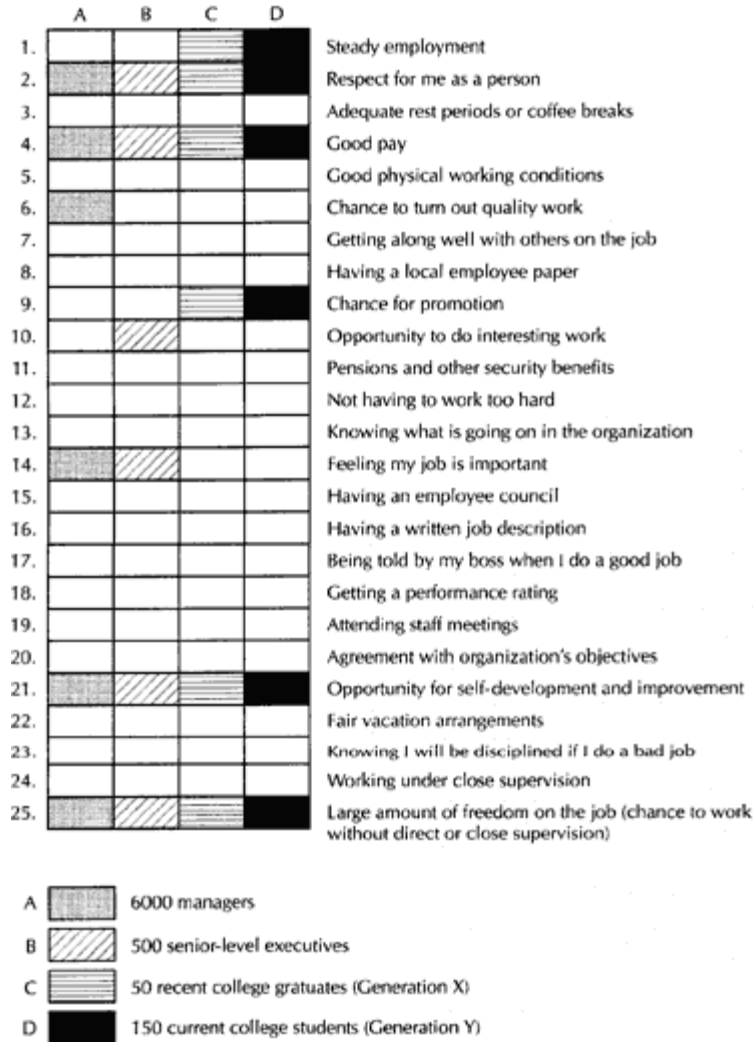 A B C D
1. Steady employment
2. Respect for me as a person
3. Adequate rest periods or coffee breaks
4. Good pay
5. Good physical working conditions
6. Chance to turn out quality work
7. Getting along well with others on the job
8. Having a local employee paper
9. Chance for promotion
10. Opportunity to do interesting work
11. Pensions and other security benefits
12. Not having to work too hard
13. Knowing what is going on in the organization
14. Feeling my job is important
15. Having an employee council
16. Having a written job description
17. Being told by my boss when I do a good job
18. Getting a performance rating
19. Attending staff meetings
20. Agreement with organization's objectives
21. Opportunity for self-development and improvement
22. Fair vacation arrangements
23. Knowing I will be disciplined if I do a bad job
24. Working under close supervision
25. Large amount of freedom on the job (chance to work
without direct or close supervision)
A 6000 managers
B 500 senior-level executives
C 50 recent college gratuates (Generation X)
D 150 current college students (Generation Y)